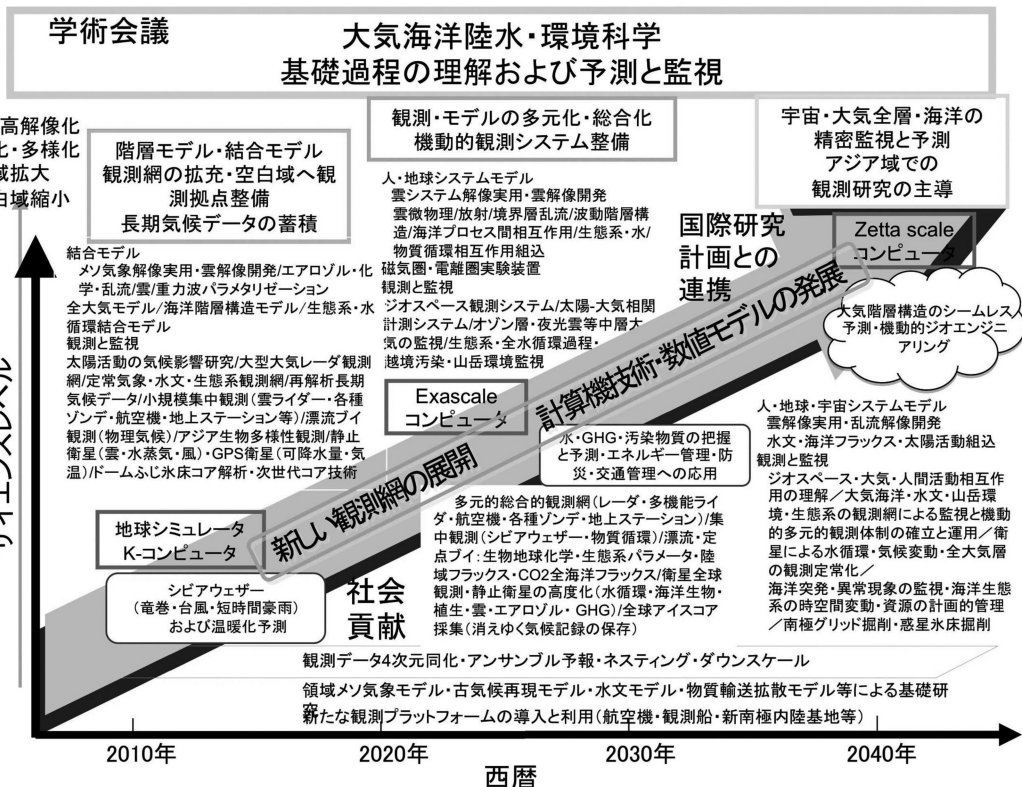 学術会議
大気海洋陸水・環境科学
基礎過程の理解および予測と監視
高解像化
化・多様化
域拡大
白域縮小
階層モデル・結合モデル
観測網の拡充・空白域へ観
測拠点整備
長期気候データの蓄積
観測・モデルの多元化・総合化
機動的観測システム整備
宇宙・大気全層・海洋の
精密監視と予測
アジア域での
観測研究の主導
結合モデル
メソ気象解像実用・雲解像開発/エアロゾル・化
学・乱流/雲/重力波パラメタリゼーション
全大気モデル/海洋階層構造モデル/生態系・水
循環結合モデル
観測と監視
太陽活動の気候影響研究/大型大気レーダ観測
網/定常気象・水文・生態系観測網/再解析長期
気候データ/小規模集中観測(雲ライダー・各種
ゾンデ・航空機・地上ステーション等)/漂流ブイ
観測(物理気候)/アジア生物多様性観測/静止
衛星(雲・水蒸気・風)・GPS衛星(可降水量・気
温)/ドームふじ氷床コア解析・次世代コア技術
人・地球システムモデル
雲システム解像実用・雲解像開発
雲微物理/放射/境界層乱流/波動階層構
造/海洋プロセス間相互作用/生態系・水/
物質循環相互作用組込
磁気圏・電離圏実験装置
観測と監視
ジオスペース観測システム/太陽-大気相関
計測システム/オゾン層・夜光雲等中層大
気の監視/生態系・全水循環過程・
越境汚染・山岳環境監視
国際研究
計画との
連携
Zetta scale
コンピュータ
大気階層構造のシームレス
予測・機動的ジオエンジニ
アリング
Exascale
コンピュータ
計算機技術・数値モデルの発展
新しい観測網の展開
水・GHG・汚染物質の把握
と予測・エネルギー管理・防
災・交通管理への応用
地球シミュレータ
K-コンピュータ
シビアウェザー
(竜巻・台風・短時間豪雨)
および温暖化予測
社会
貢献
多元的総合的観測網(レーダ・多機能ライ
ダ・航空機・各種ゾンデ・地上ステーション)/集
中観測(シビアウェザー・物質循環)/漂流・定
点ブイ:生物地球化学・生態系パラメータ・陸
域フラックス・CO2全海洋フラックス/衛星全球
観測・静止衛星の高度化(水循環・海洋生物・
植生・雲・エアロゾル・GHG)/全球アイスコア
採集(消えゆく気候記録の保存)
人・地球・宇宙システムモデル
雲解像実用・乱流解像開発
水文・海洋フラックス・太陽活動組込
観測と監視
ジオスペース・大気・人間活動相互作
用の理解/大気海洋・水文・山岳環
境・生態系の観測網による監視と機動
的多元的観測体制の確立と運用/衛
星による水循環・気候変動・全大気層
の観測定常化/
海洋突発・異常現象の監視・海洋生態
系の時空間変動・資源の計画的管理
/南極グリッド掘削・惑星氷床掘削
観測データ4次元同化・アンサンブル予報・ネスティング・ダウンスケール
領域メソ気象モデル・古気候再現モデル・水文モデル・物質輸送拡散モデル等による基礎研
究
新たな観測プラットフォームの導入と利用(航空機・観測船・新南極内陸基地等)
サイエンスレベル
2010年
2020年
2030年
2040年
西暦